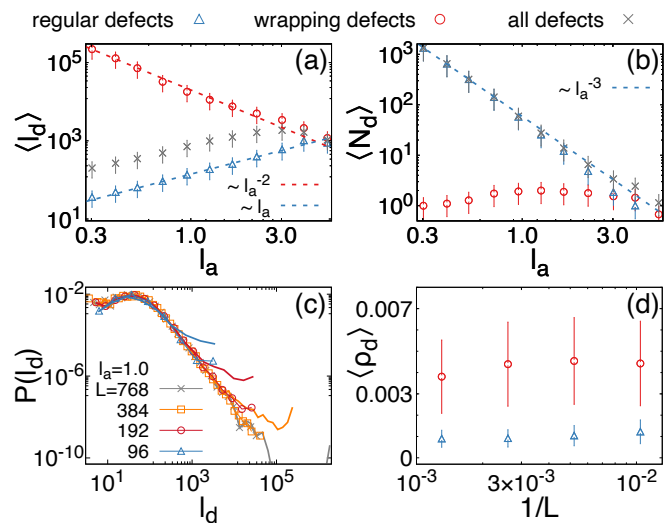 regular defects △ wrapping defects ○ all defects ×
(a)
⟨l_d⟩
10^5
10^3
10^1
~ l_a^-2
~ l_a
0.3 1.0 3.0
l_a
(b)
⟨N_d⟩
10^3
10^2
10^1
10^0
~ l_a^-3
0.3 1.0 3.0
l_a
(c)
P(l_d)
10^-2
10^-6
10^-10
l_a=1.0
L=768
384
192
96
10^1 10^3 10^5
l_d
(d)
⟨ρ_d⟩
0.007
0.003
0
10^-3 3×10^-3 10^-2
1/L